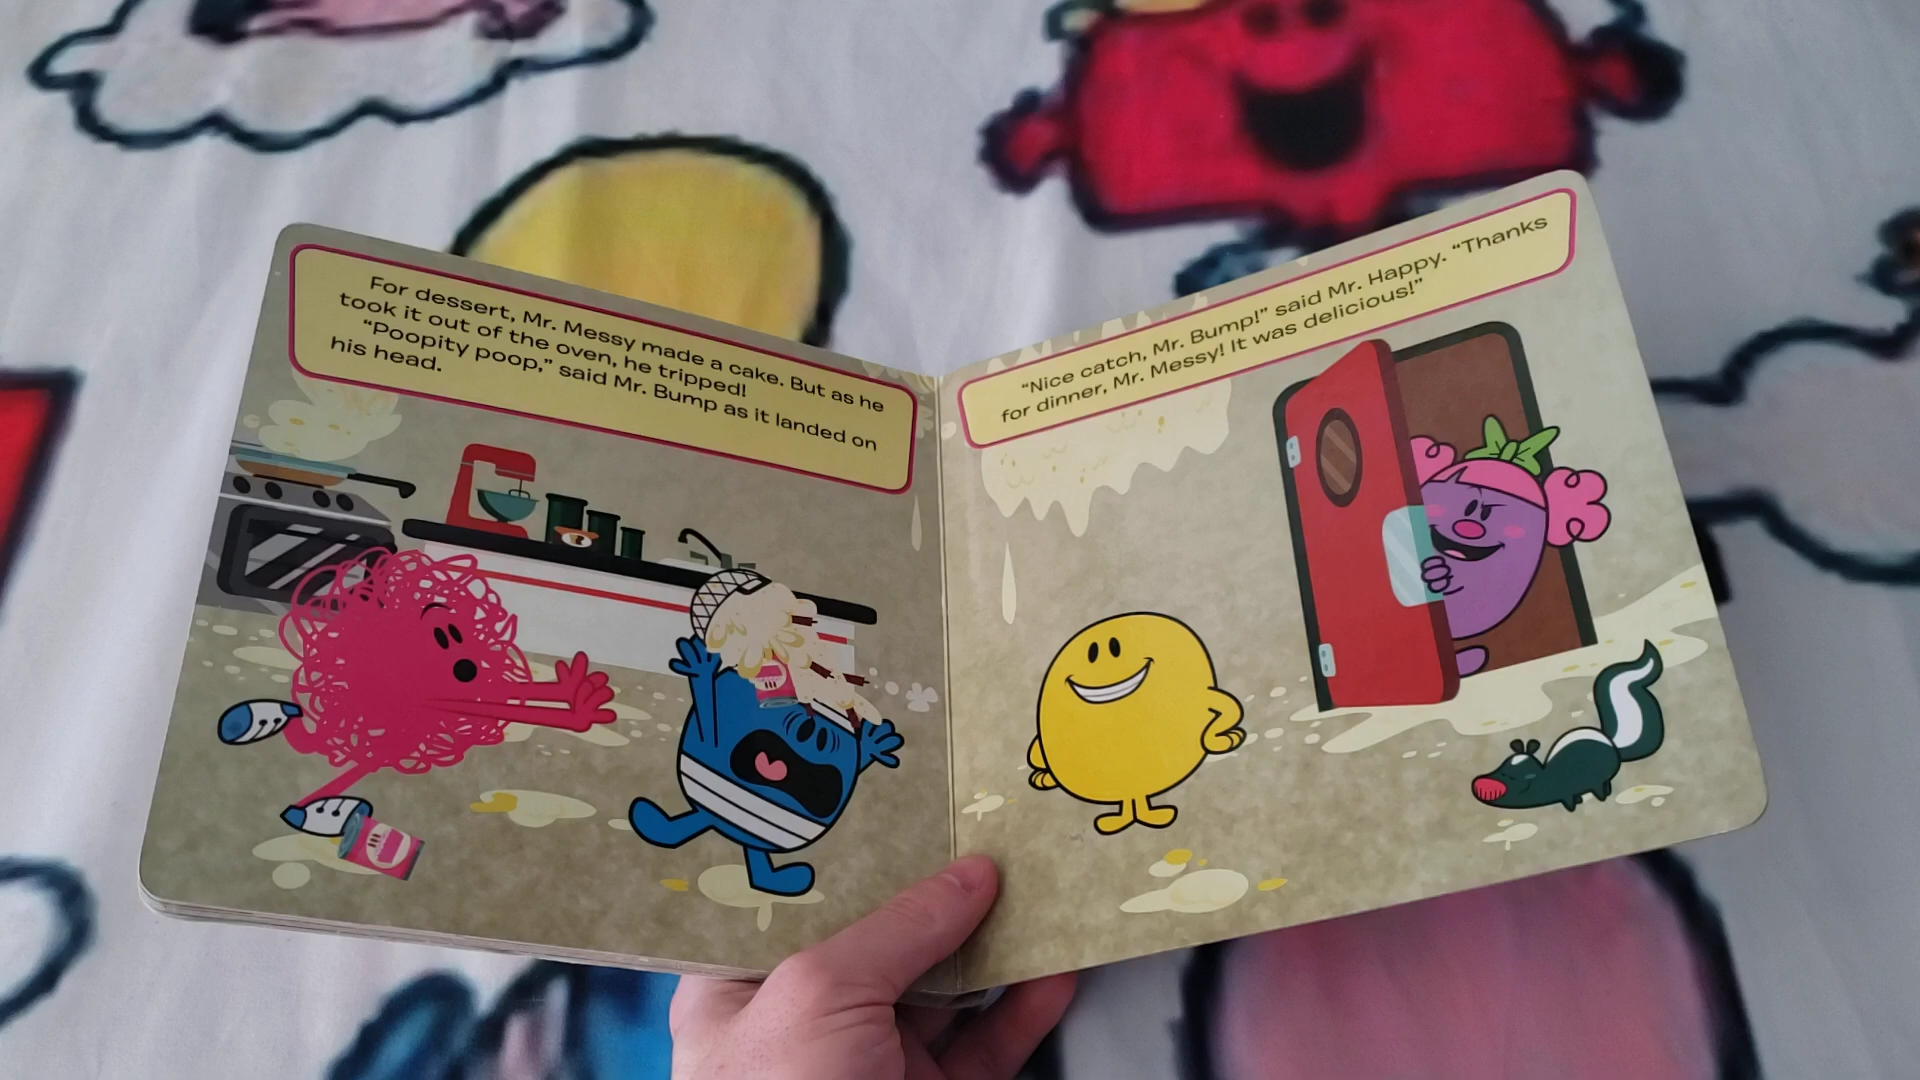 For dessert, Mr. Messy made a cake. But as he
took it out of the oven, he tripped!
“Poopity poop,” said Mr. Bump as it landed on
his head.
“Nice catch, Mr. Bump!” said Mr. Happy. “Thanks
for dinner, Mr. Messy! It was delicious!”